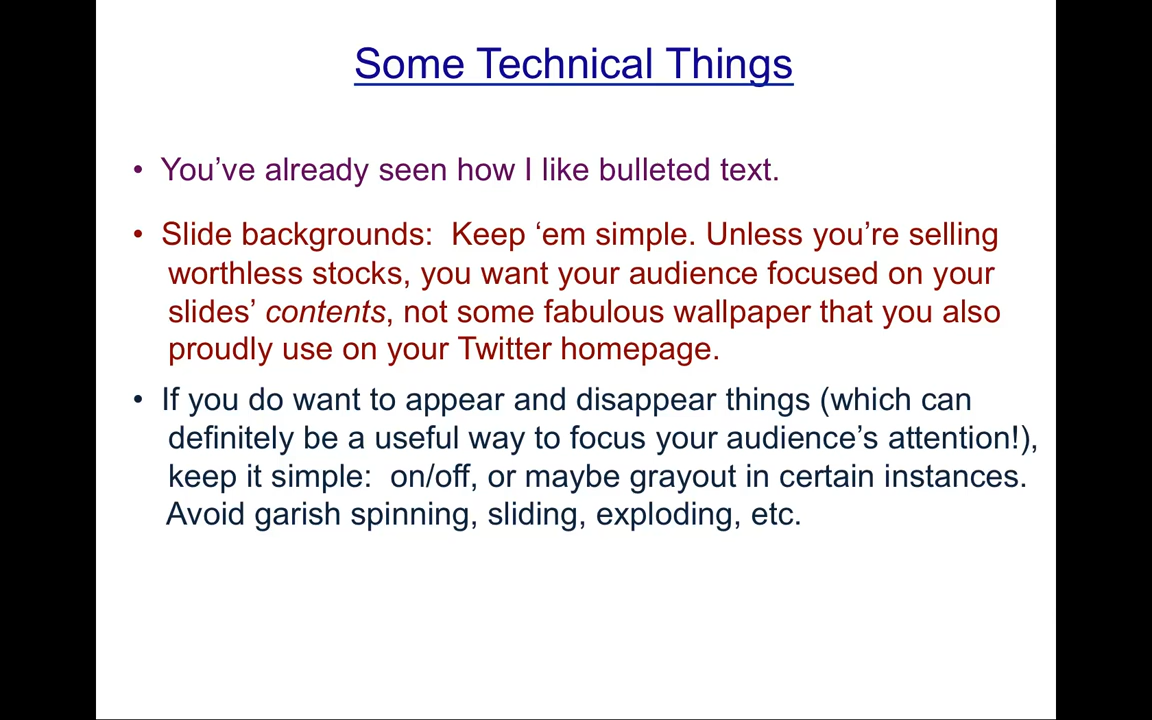 Some Technical Things
• You’ve already seen how I like bulleted text.
• Slide backgrounds:  Keep ‘em simple. Unless you’re selling
worthless stocks, you want your audience focused on your
slides’ contents, not some fabulous wallpaper that you also
proudly use on your Twitter homepage.
• If you do want to appear and disappear things (which can
definitely be a useful way to focus your audience’s attention!),
keep it simple:  on/off, or maybe grayout in certain instances.
Avoid garish spinning, sliding, exploding, etc.